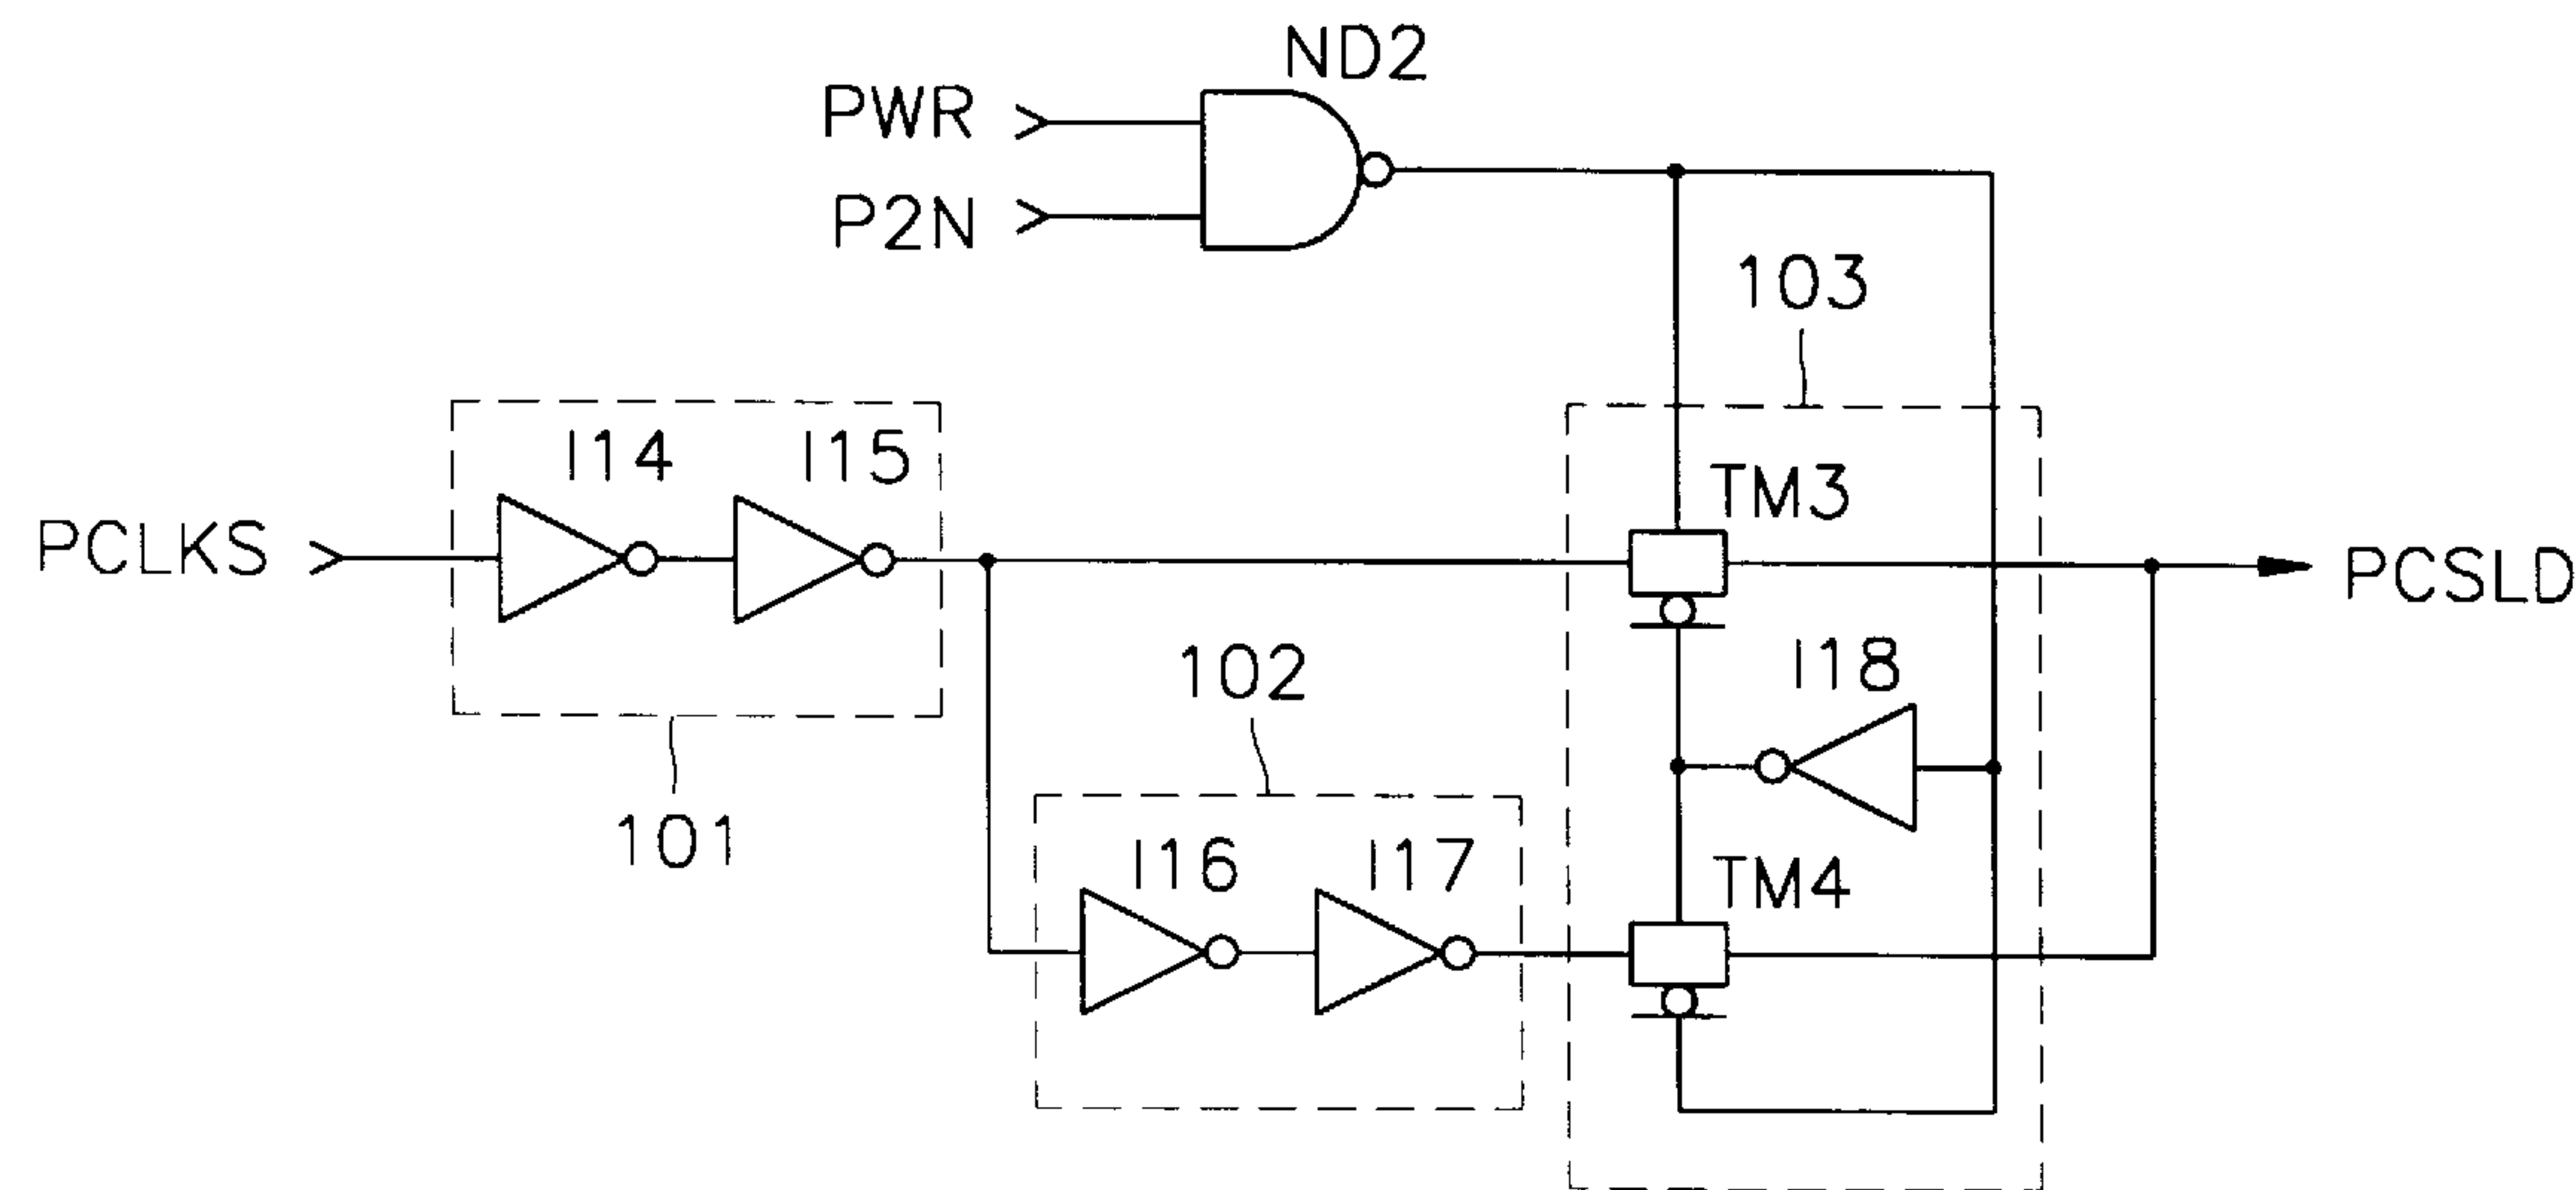 ND2
PWR
P2N
103
I14
I15
TM3
PCLKS
PCSLD
102
I18
101
I16
I17
TM4